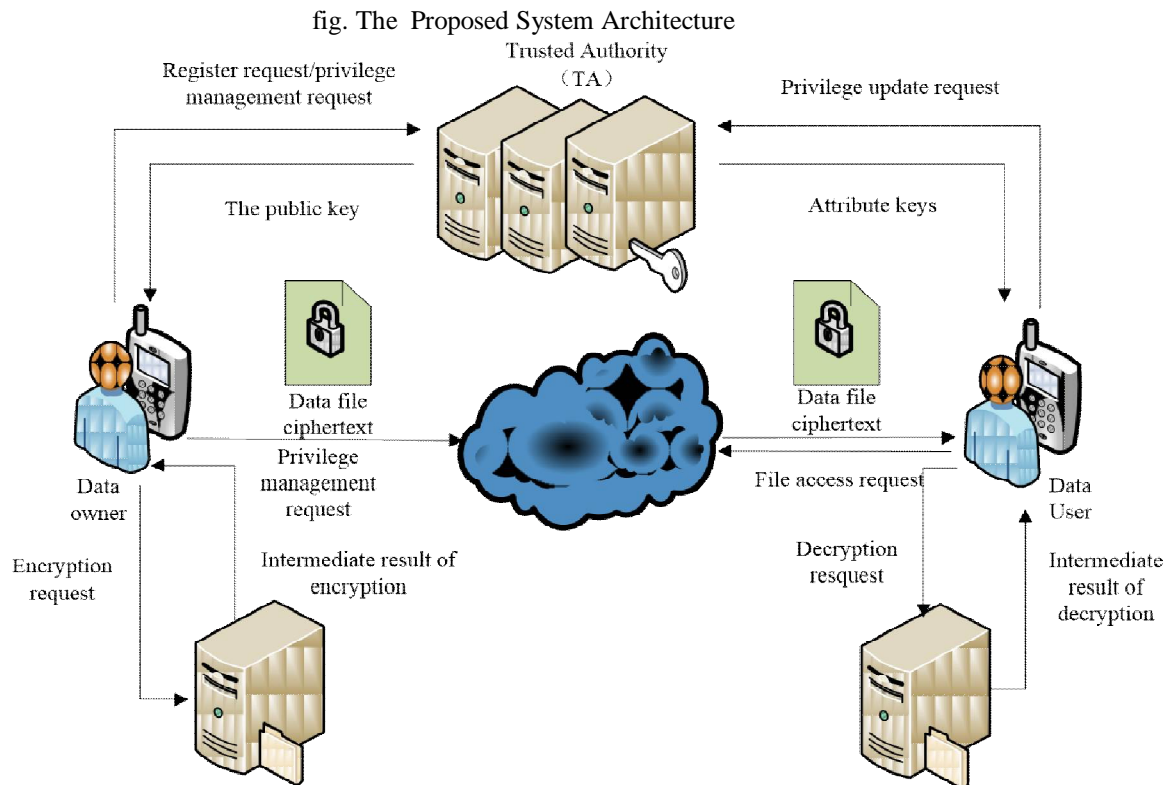 fig. The Proposed System Architecture
Trusted Authority
(TA)
Register request/privilege
management request
Privilege update request
The public key
Attribute keys
Data file
ciphertext
Privilege
management
request
Data file
ciphertext
File access request
Data
owner
Data
User
Encryption
request
Intermediate result of
encryption
Decryption
resquest
Intermediate
result of
decryption